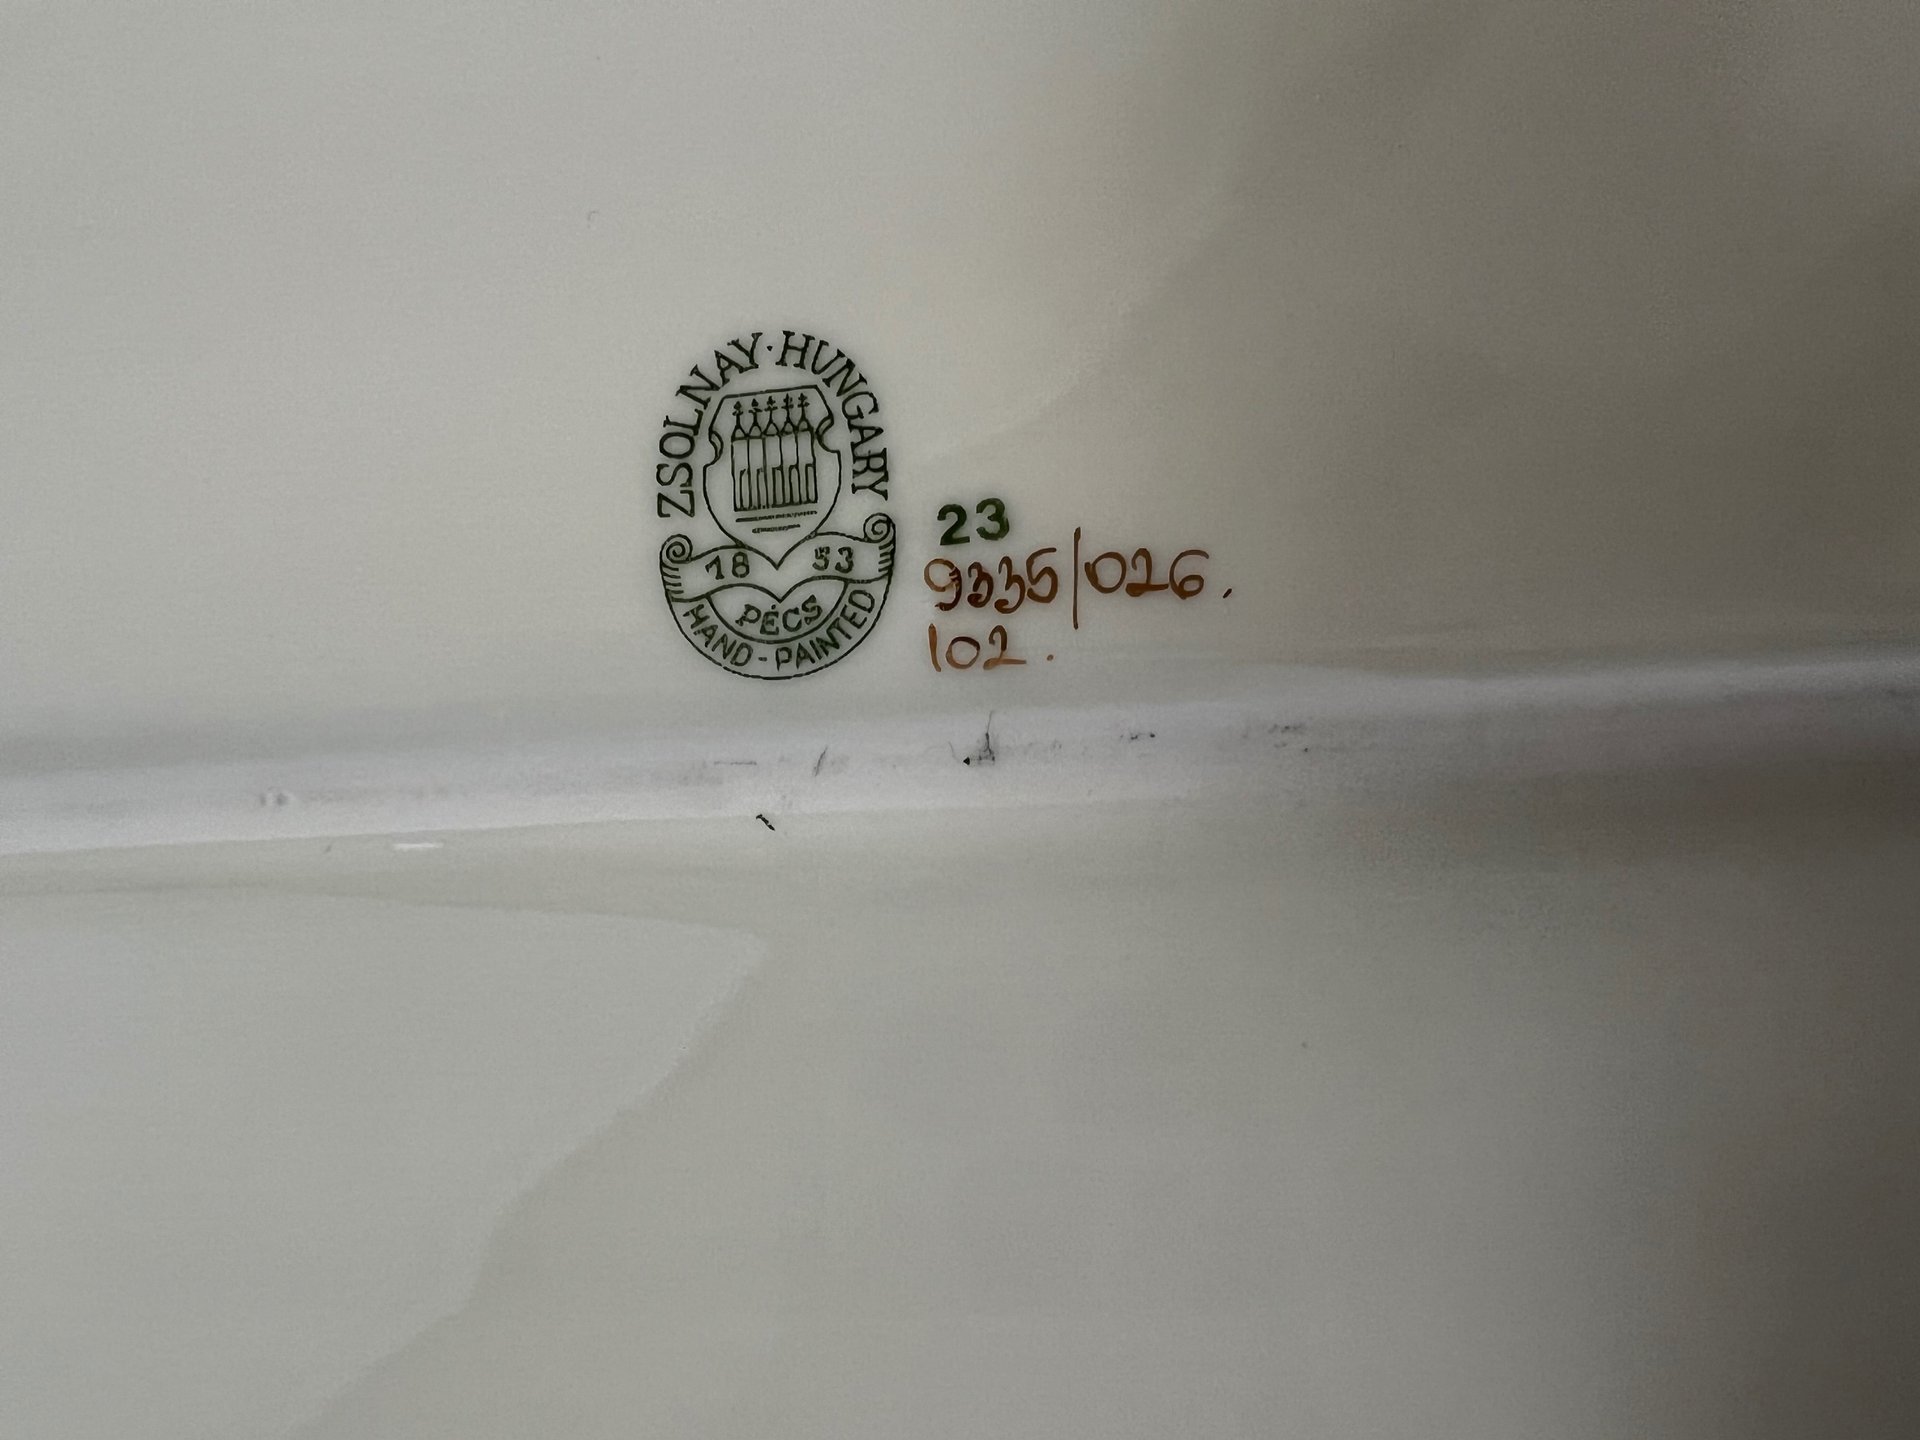 ZSOLNAY·HUNGARY
18 53
PÉCS
HAND-PAINTED
23
9335/026.
102.